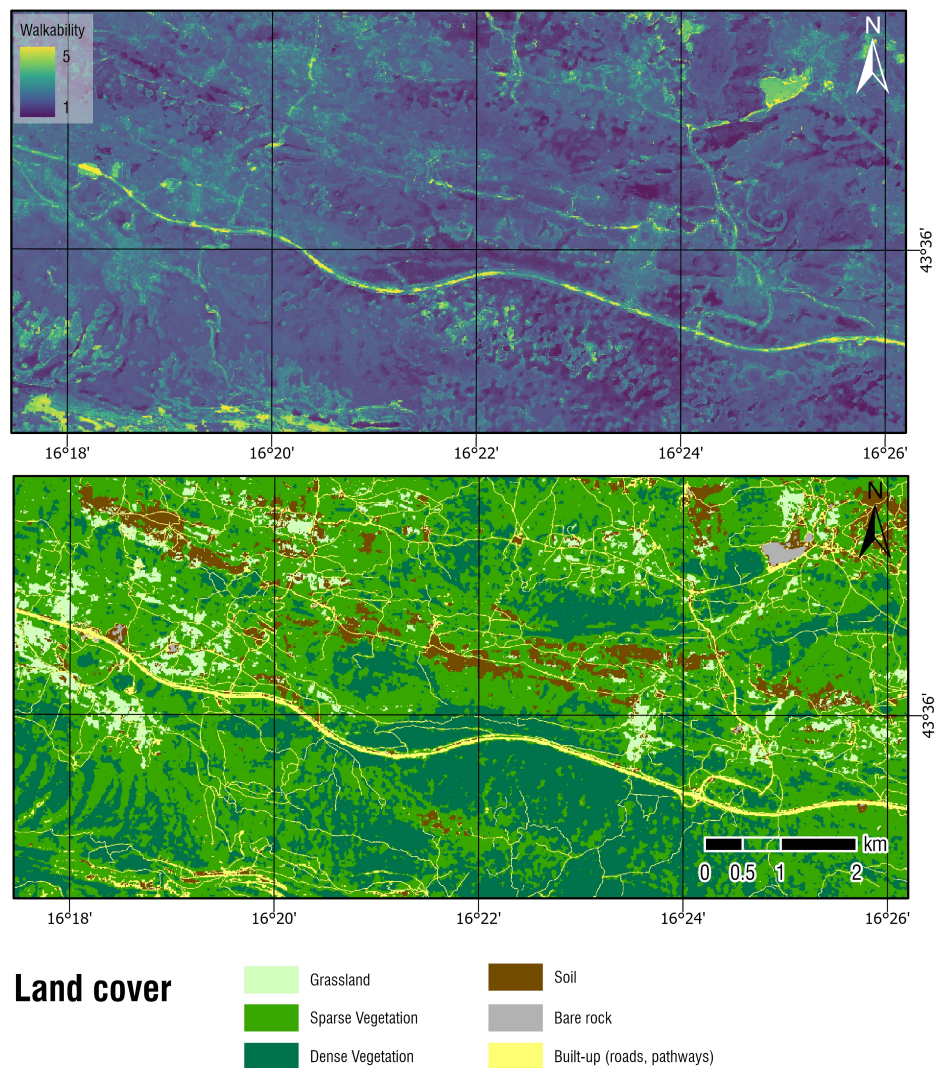 Walkability
5
1
N
43°36'
16°18' 16°20' 16°22' 16°24' 16°26'
N
43°36'
km
0 0.5 1 2
16°18' 16°20' 16°22' 16°24' 16°26'
Land cover
Grassland
Sparse Vegetation
Dense Vegetation
Soil
Bare rock
Built-up (roads, pathways)